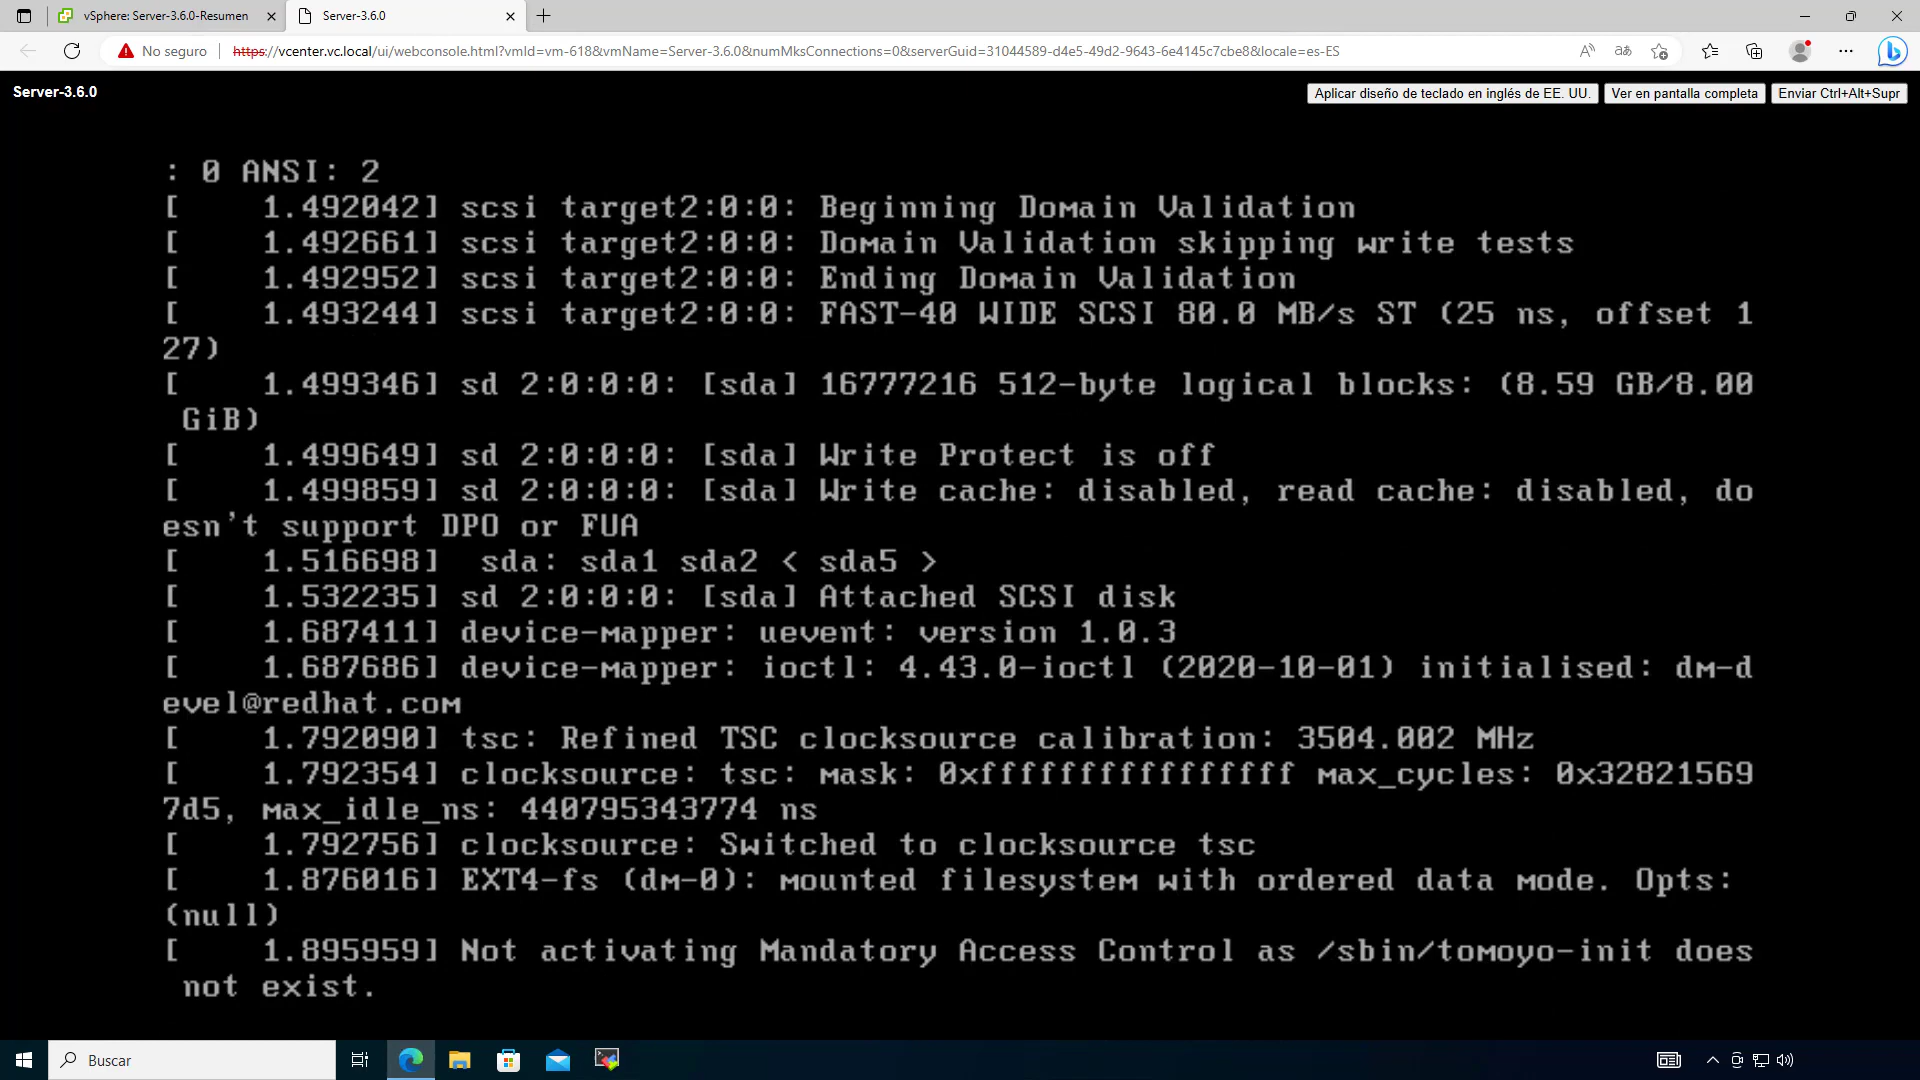 vSphere: Server-3.6.0-Resumen
Server-3.6.0
No seguro
https://vcenter.vc.local/ui/webconsole.html?vmId=vm-618&vmName=Server-3.6.0&numMksConnections=0&serverGuid=31044589-d4e5-49d2-9643-6e4145c7cbe8&locale=es-ES
Server-3.6.0
Aplicar diseño de teclado en inglés de EE. UU.
Ver en pantalla completa
Enviar Ctrl+Alt+Supr
: 0 ANSI: 2
[    1.492042] scsi target2:0:0: Beginning Domain Validation
[    1.492661] scsi target2:0:0: Domain Validation skipping write tests
[    1.492952] scsi target2:0:0: Ending Domain Validation
[    1.493244] scsi target2:0:0: FAST-40 WIDE SCSI 80.0 MB/s ST (25 ns, offset 1
27)
[    1.499346] sd 2:0:0:0: [sda] 16777216 512-byte logical blocks: (8.59 GB/8.00
 GiB)
[    1.499649] sd 2:0:0:0: [sda] Write Protect is off
[    1.499859] sd 2:0:0:0: [sda] Write cache: disabled, read cache: disabled, do
esn't support DPO or FUA
[    1.516698]  sda: sda1 sda2 < sda5 >
[    1.532235] sd 2:0:0:0: [sda] Attached SCSI disk
[    1.687411] device-mapper: uevent: version 1.0.3
[    1.687686] device-mapper: ioctl: 4.43.0-ioctl (2020-10-01) initialised: dm-d
evel@redhat.com
[    1.792090] tsc: Refined TSC clocksource calibration: 3504.002 MHz
[    1.792354] clocksource: tsc: mask: 0xffffffffffffffff max_cycles: 0x32821569
7d5, max_idle_ns: 440795343774 ns
[    1.792756] clocksource: Switched to clocksource tsc
[    1.876016] EXT4-fs (dm-0): mounted filesystem with ordered data mode. Opts:
(null)
[    1.895959] Not activating Mandatory Access Control as /sbin/tomoyo-init does
 not exist.
Buscar